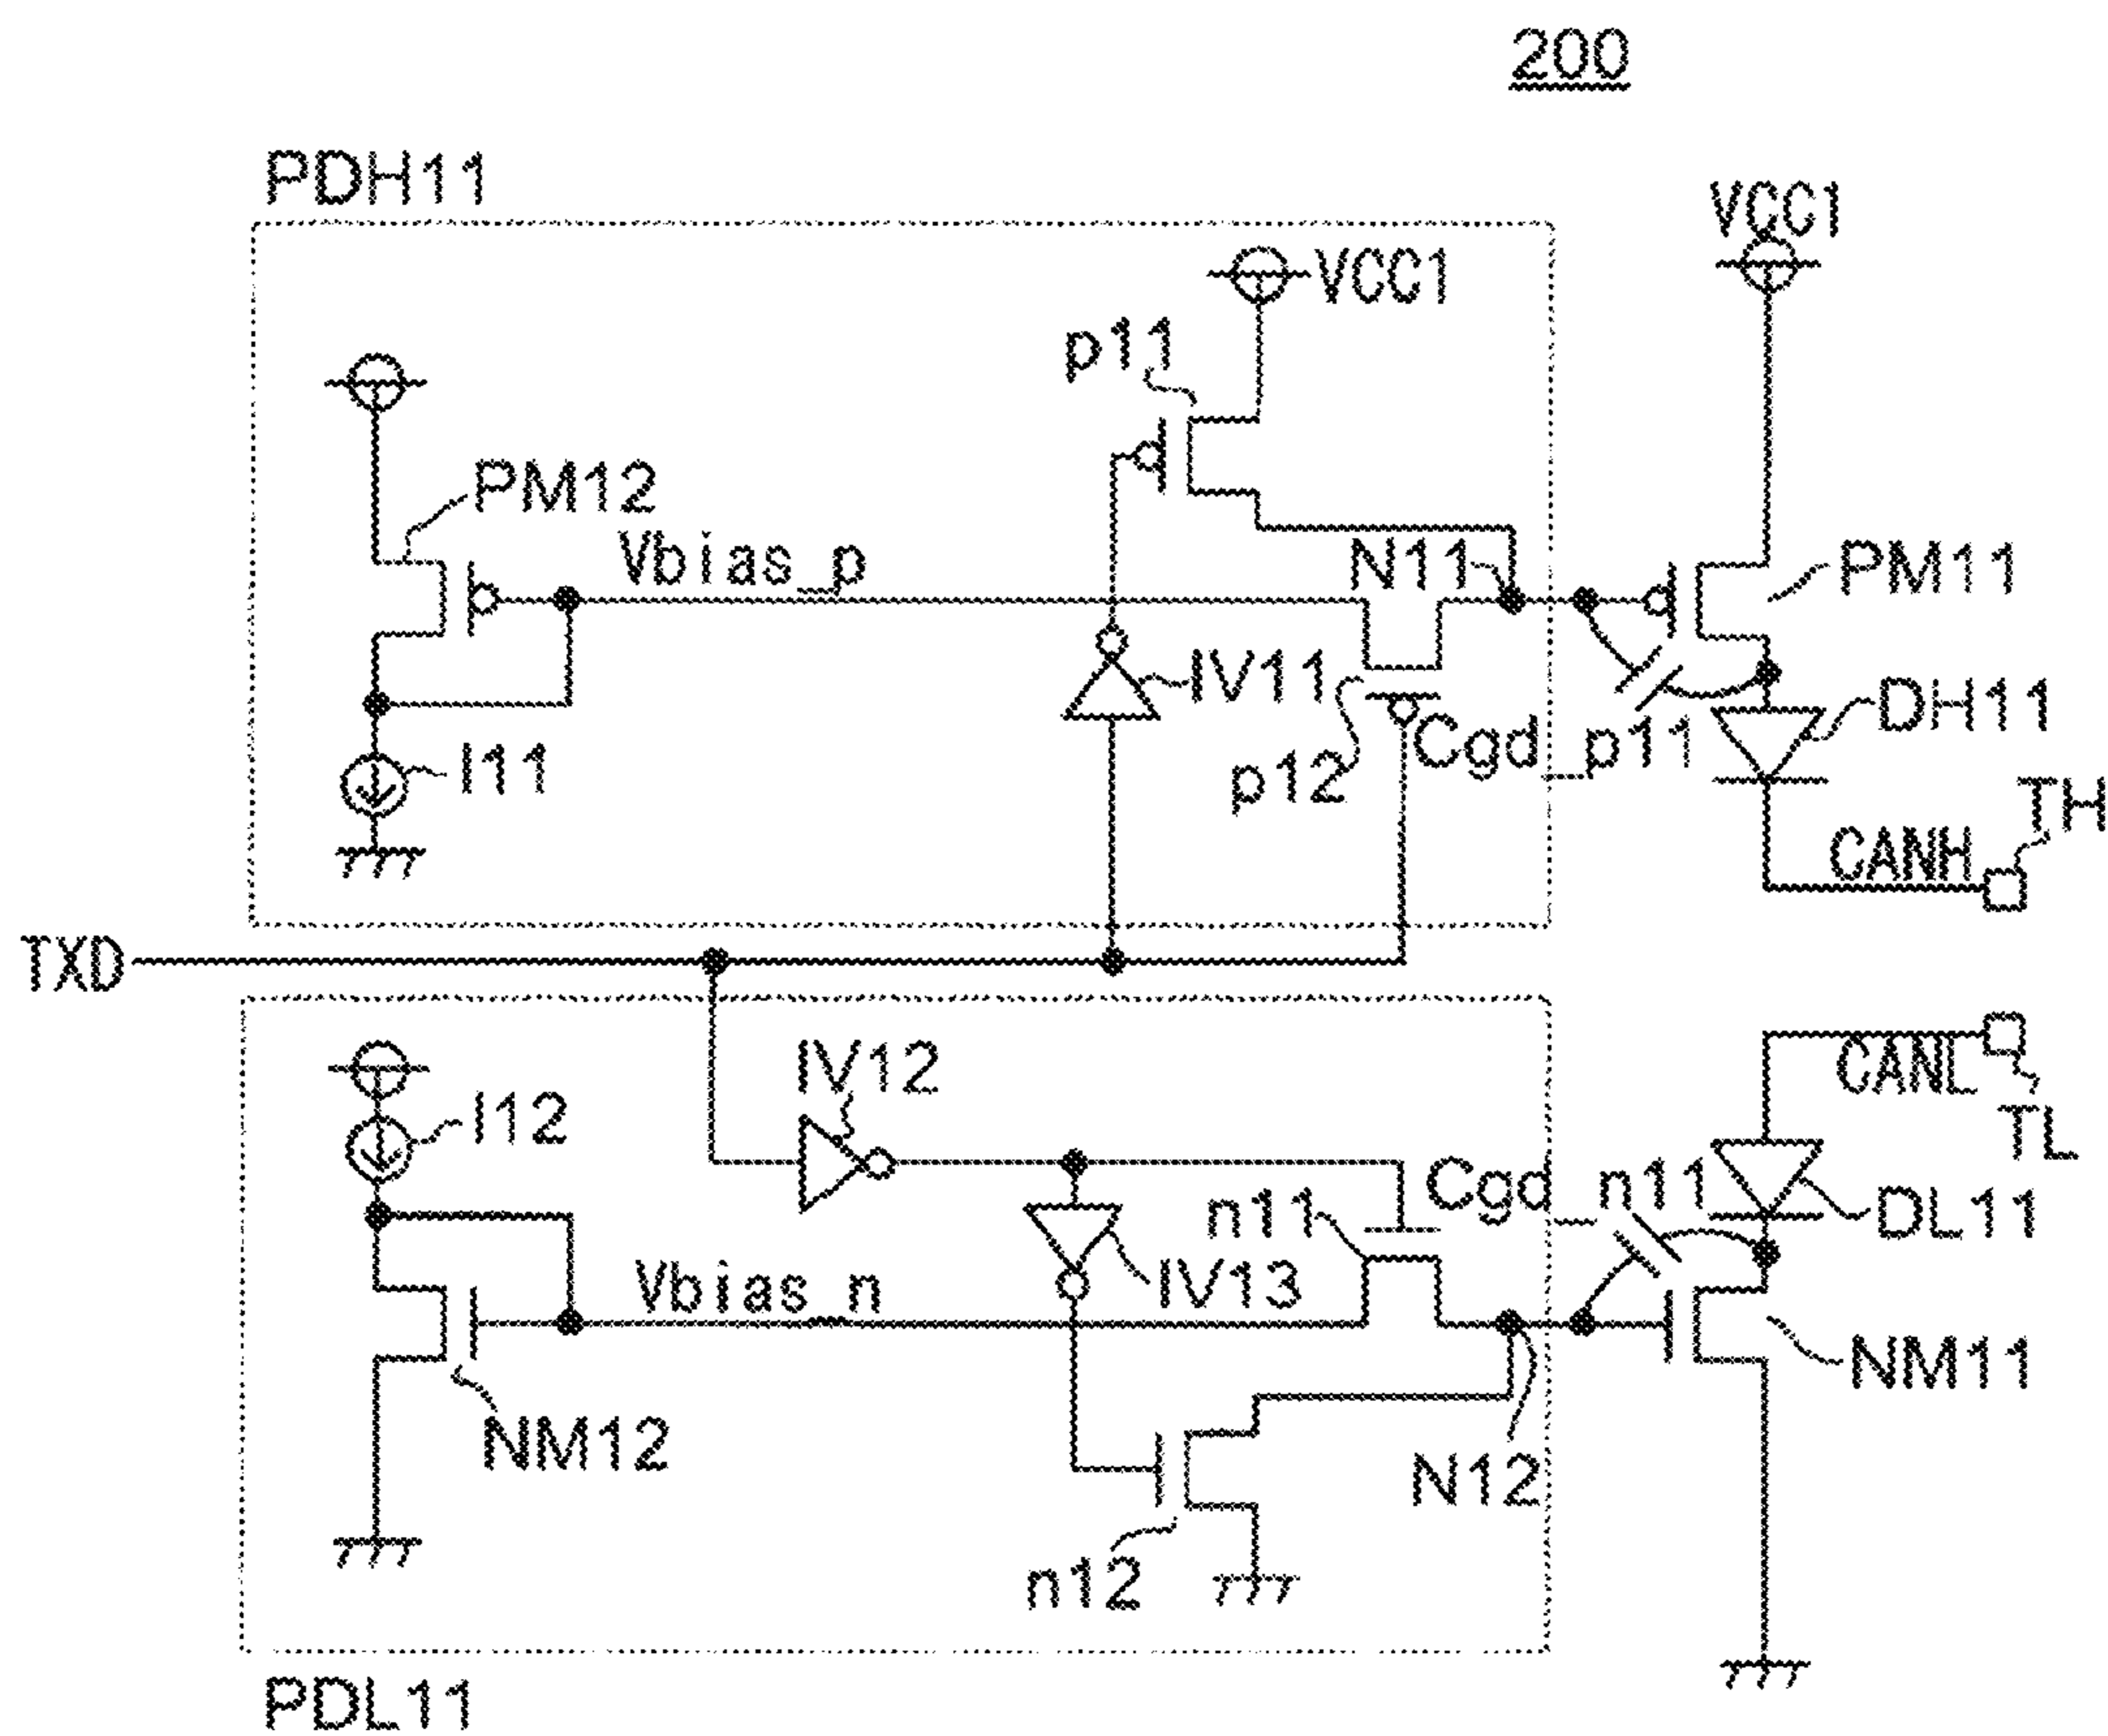 200
PDH11
VCC1
VCC1
p11
PM12
Vbias_p
N11
PM11
IV11
DH11
I11
p12
Cgd_p11
TH
CANH
TXD
IV12
CANL
I12
TL
Cgd_n11
n11
DL11
Vbias_n
IV13
NM11
NM12
N12
n12
PDL11